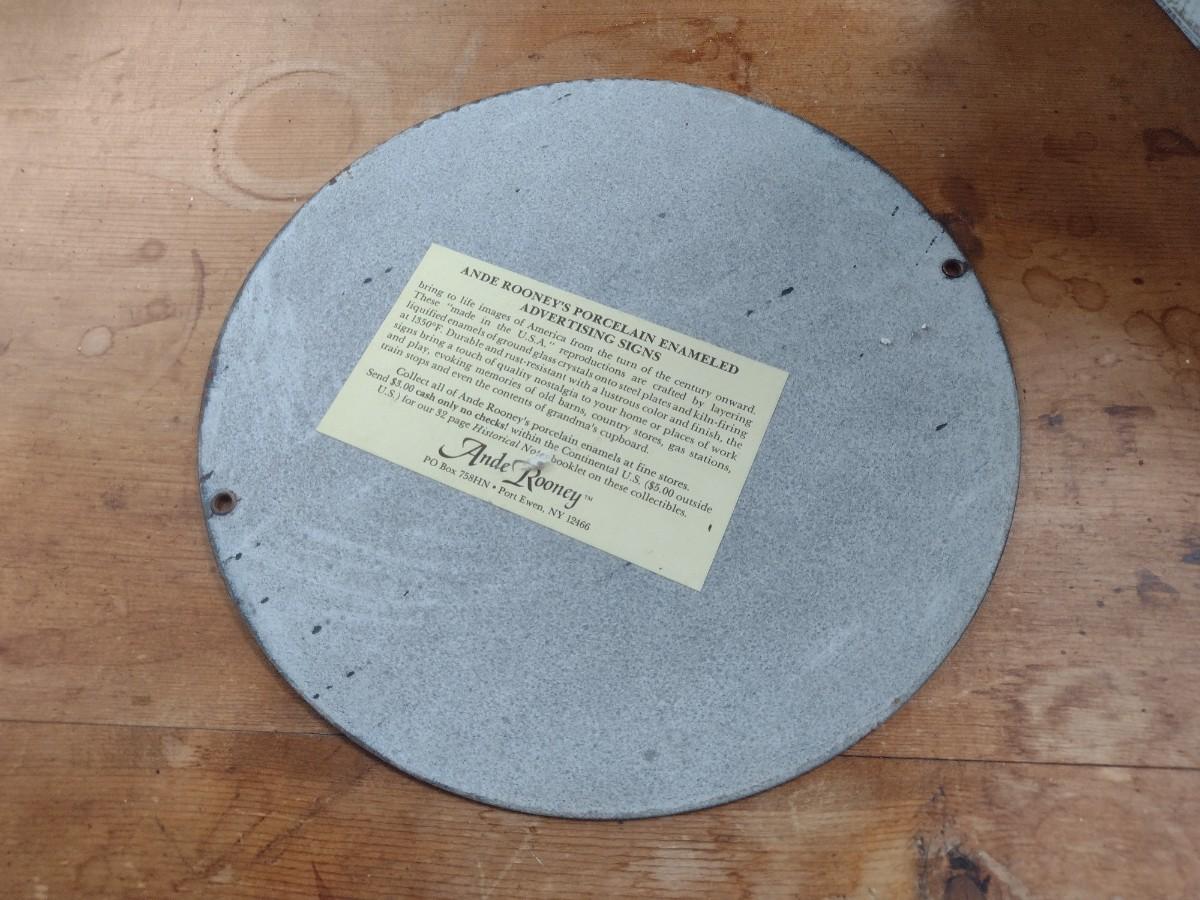 ANDE ROONEY'S PORCELAIN ENAMELED
ADVERTISING SIGNS
bring to life images of America from the turn of the century onward.
These "made in the U.S.A." reproductions are crafted by layering
liquified enamels of ground glass crystals onto steel plates and kiln-firing
at 1350°F. Durable and rust-resistant with a lustrous color and finish, the
signs bring a touch of quality nostalgia to your home or places of work
and play, evoking memories of old barns, country stores, gas stations,
train stops and even the contents of grandma's cupboard.
Collect all of Ande Rooney's porcelain enamels at fine stores.
Send $3.00 cash only no checks! within the Continental U.S. ($5.00 outside
U.S.) for our 32 page Historical Note booklet on these collectibles.
Ande Rooney™
PO Box 758HN • Port Ewen, NY 12466